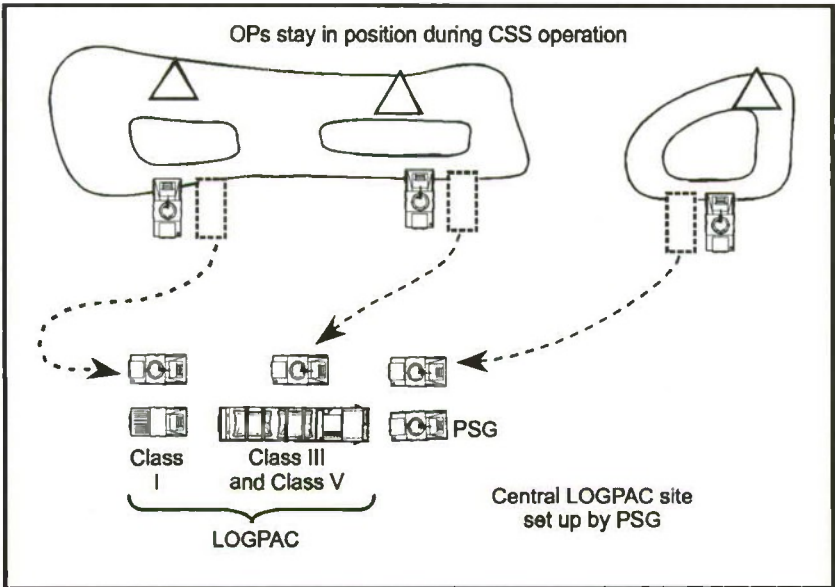 OPs stay in position during CSS operation
PSG
Class
I
Class III
and Class V
LOGPAC
Central LOGPAC site
set up by PSG